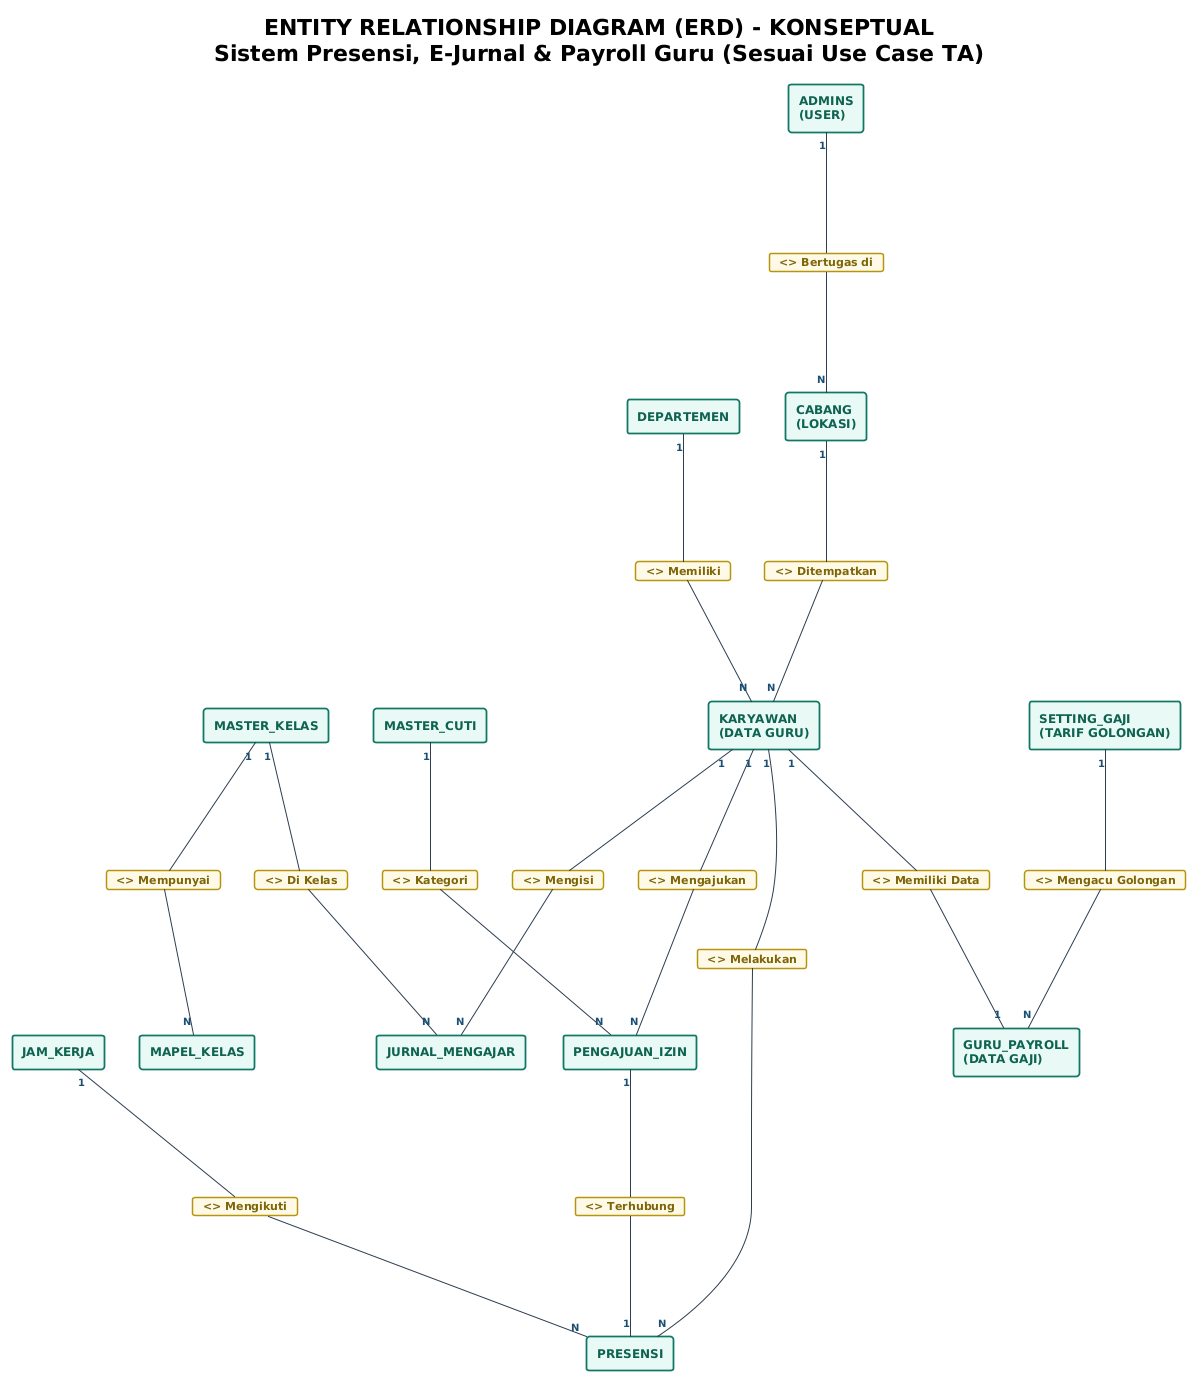 ENTITY RELATIONSHIP DIAGRAM (ERD) - KONSEPTUAL
Sistem Presensi, E-Jurnal & Payroll Guru (Sesuai Use Case TA)
ADMINS
(USER)
1
<> Bertugas di
N
DEPARTEMEN
CABANG
(LOKASI)
1
1
<> Memiliki
<> Ditempatkan
N
N
MASTER_KELAS
MASTER_CUTI
KARYAWAN
(DATA GURU)
SETTING_GAJI
(TARIF GOLONGAN)
1
1
1
1
1
1
1
1
<> Mempunyai
<> Di Kelas
<> Kategori
<> Mengisi
<> Mengajukan
<> Memiliki Data
<> Mengacu Golongan
<> Melakukan
N
N
N
N
N
1
N
JAM_KERJA
MAPEL_KELAS
JURNAL_MENGAJAR
PENGAJUAN_IZIN
GURU_PAYROLL
(DATA GAJI)
1
1
<> Mengikuti
<> Terhubung
N
1
N
PRESENSI